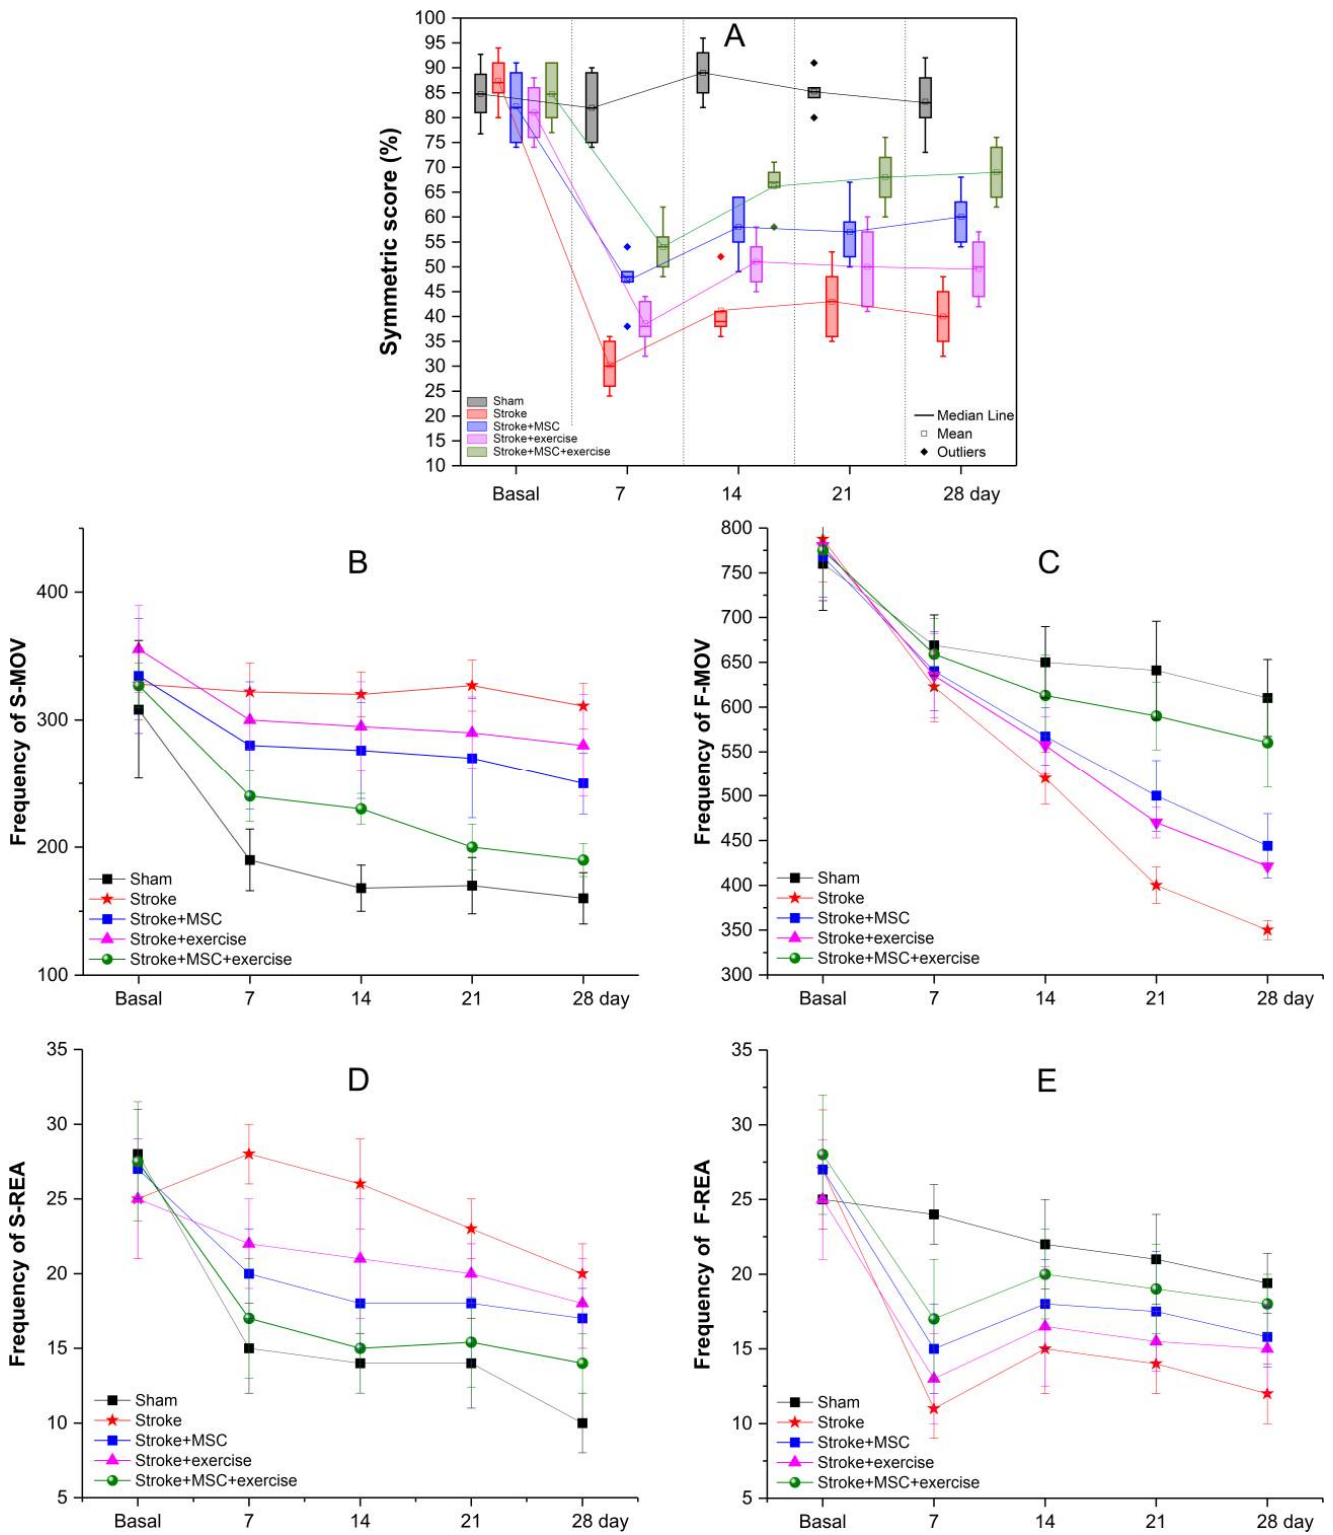 A
Symmetric score (%)
100
95
90
85
80
75
70
65
60
55
50
45
40
35
30
25
20
15
10
Sham
Stroke
Stroke+MSC
Stroke+exercise
Stroke+MSC+exercise
Median Line
Mean
Outliers
Basal 7 14 21 28 day
B
Frequency of S-MOV
400
300
200
100
Sham
Stroke
Stroke+MSC
Stroke+exercise
Stroke+MSC+exercise
Basal 7 14 21 28 day
C
Frequency of F-MOV
800
750
700
650
600
550
500
450
400
350
300
Sham
Stroke
Stroke+MSC
Stroke+exercise
Stroke+MSC+exercise
Basal 7 14 21 28 day
D
Frequency of S-REA
35
30
25
20
15
10
5
Sham
Stroke
Stroke+MSC
Stroke+exercise
Stroke+MSC+exercise
Basal 7 14 21 28 day
E
Frequency of F-REA
35
30
25
20
15
10
5
Sham
Stroke
Stroke+MSC
Stroke+exercise
Stroke+MSC+exercise
Basal 7 14 21 28 day